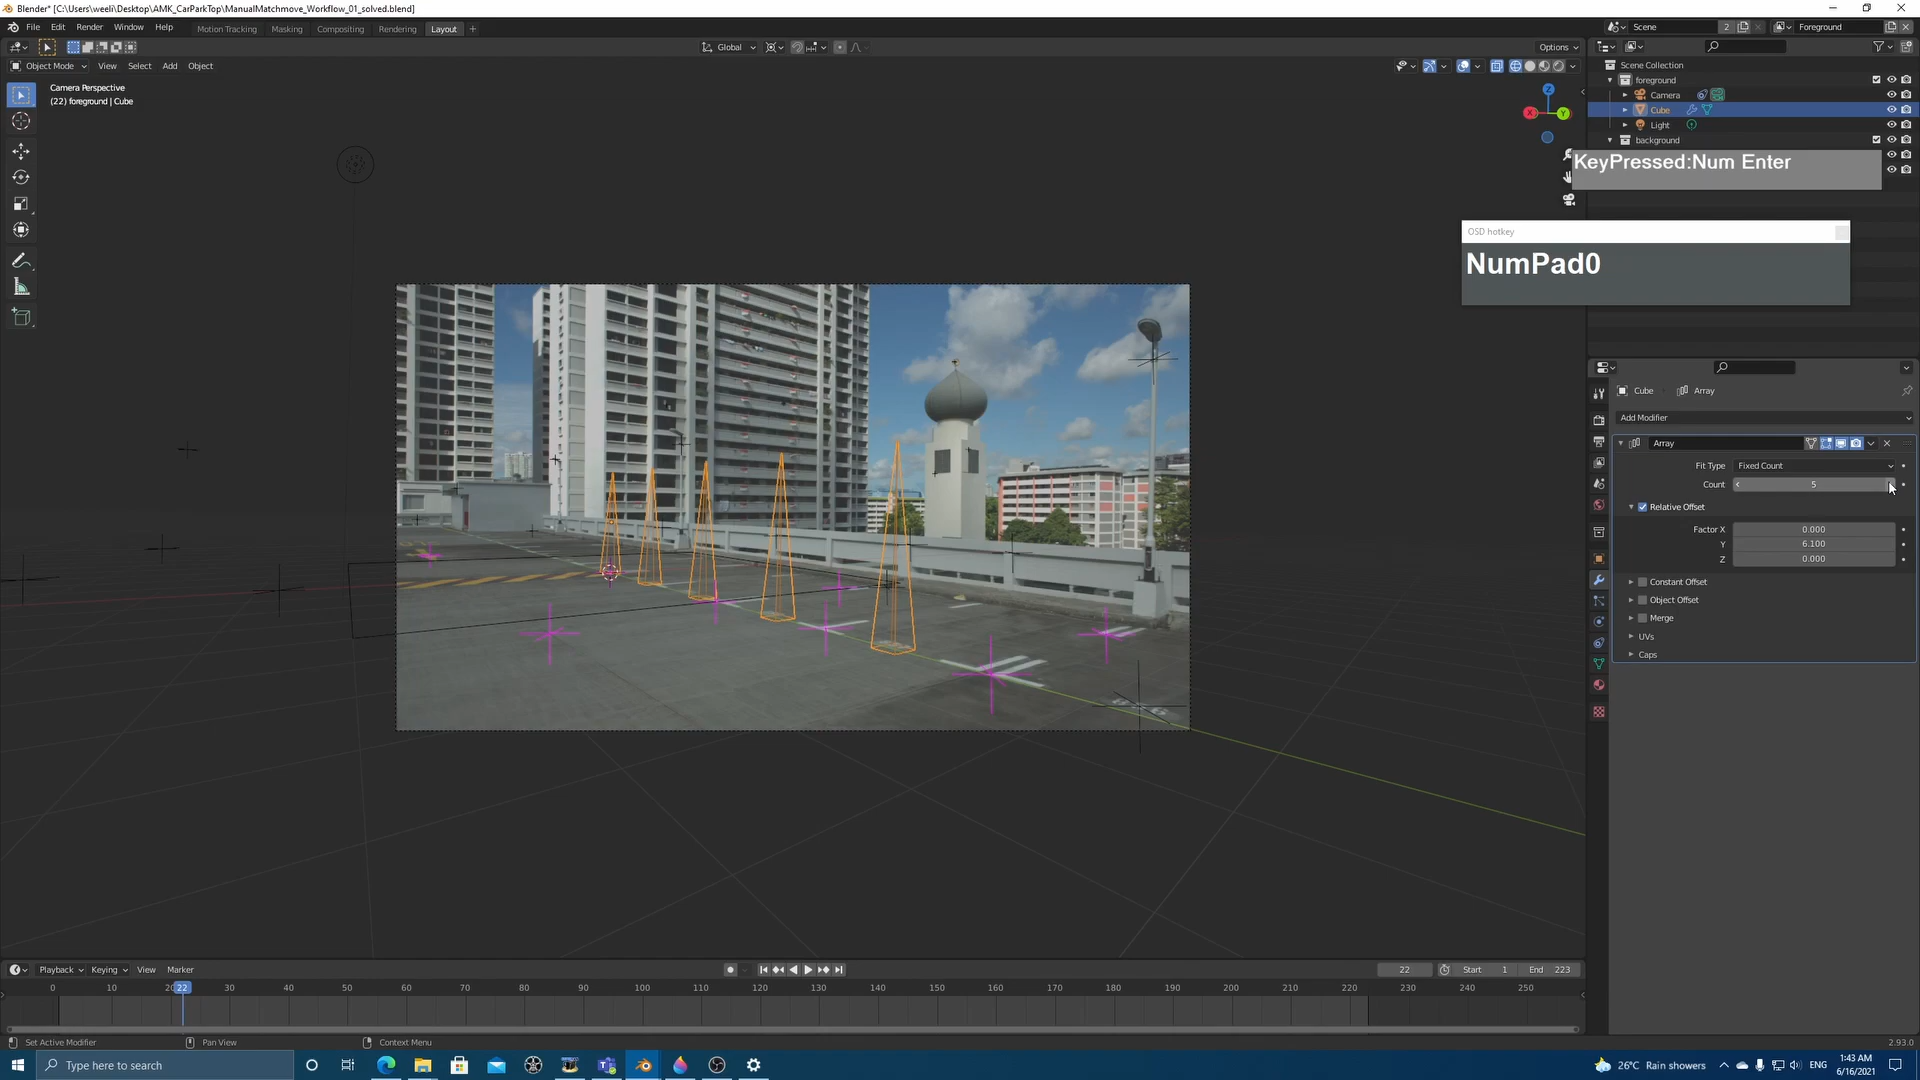 Blender* [C:\Users\weeli\Desktop\AMK_CarParkTop\ManualMatchmove_Workflow_01_solved.blend]
File Edit Render Window Help
Motion Tracking Masking Compositing Rendering Layout +
Scene 2 Foreground
Global Options
Object Mode View Select Add Object
Camera Perspective
(22) foreground | Cube
Z
X Y
Scene Collection
foreground
Camera
Cube
Light
background
KeyPressed:Num Enter
OSD hotkey
NumPad0
Cube Array
Add Modifier
Array
Fit Type Fixed Count
Count 5
Relative Offset
Factor X 0.000
Y 6.100
Z 0.000
Constant Offset
Object Offset
Merge
UVs
Caps
Playback Keying View Marker
22 Start 1 End 223
0 10 20 22 30 40 50 60 70 80 90 100 110 120 130 140 150 160 170 180 190 200 210 220 230 240 250
Set Active Modifier Pan View Context Menu
2.93.0
Type here to search
26°C Rain showers ENG
1:43 AM
6/16/2021